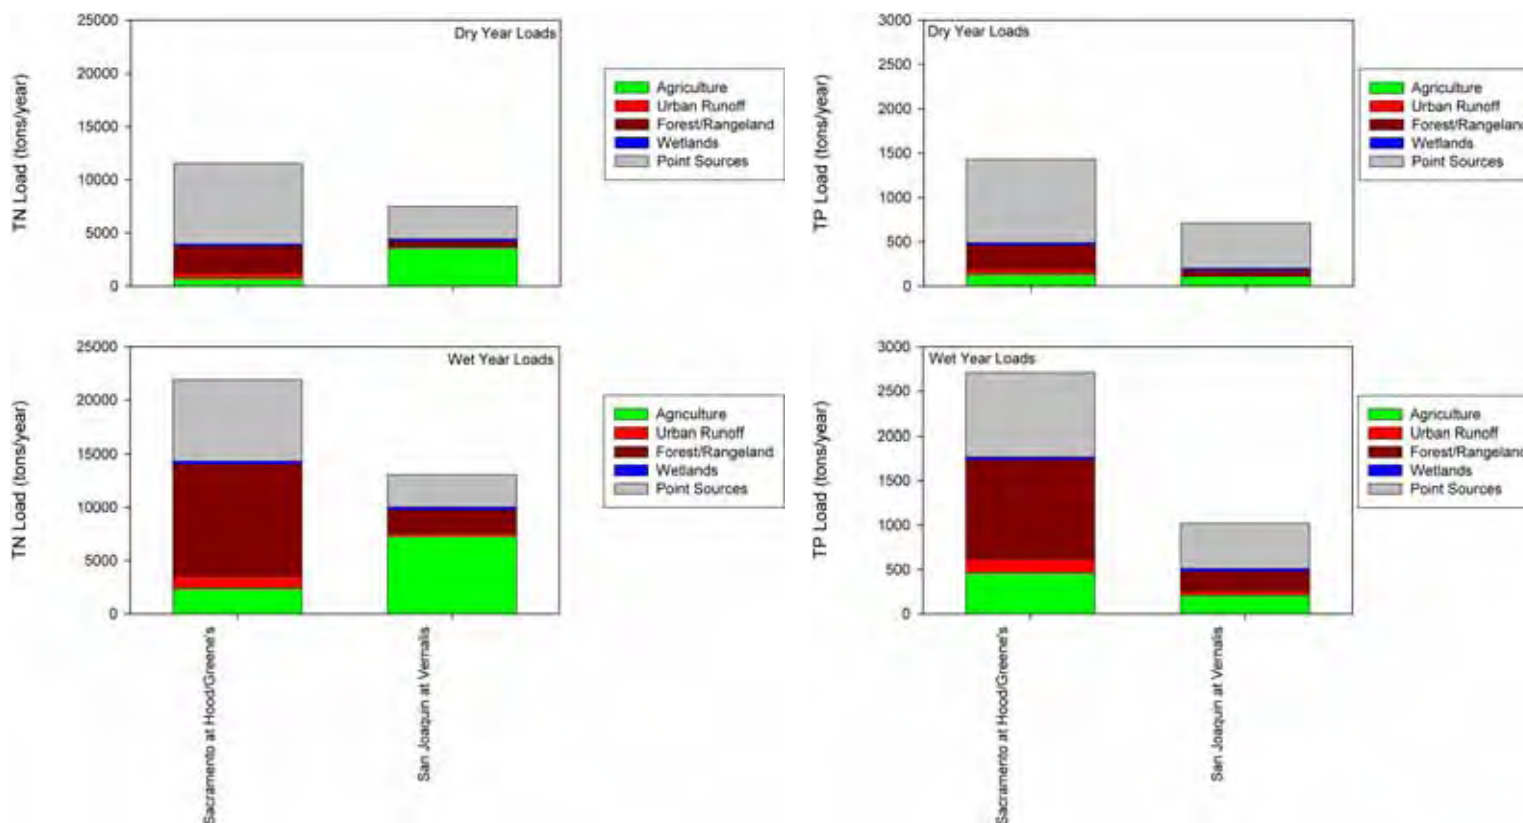 TN Load (tons/year)
25000
20000
15000
10000
5000
0
Dry Year Loads
Agriculture
Urban Runoff
Forest/Rangeland
Wetlands
Point Sources
TP Load (tons/year)
3000
2500
2000
1500
1000
500
0
Dry Year Loads
Agriculture
Urban Runoff
Forest/Rangeland
Wetlands
Point Sources
TN Load (tons/year)
25000
20000
15000
10000
5000
0
Wet Year Loads
Agriculture
Urban Runoff
Forest/Rangeland
Wetlands
Point Sources
Sacramento at Hood/Greene's
San Joaquin at Vernalis
TP Load (tons/year)
3000
2500
2000
1500
1000
500
0
Wet Year Loads
Agriculture
Urban Runoff
Forest/Rangeland
Wetlands
Point Sources
Sacramento at Hood/Greene's
San Joaquin at Vernalis